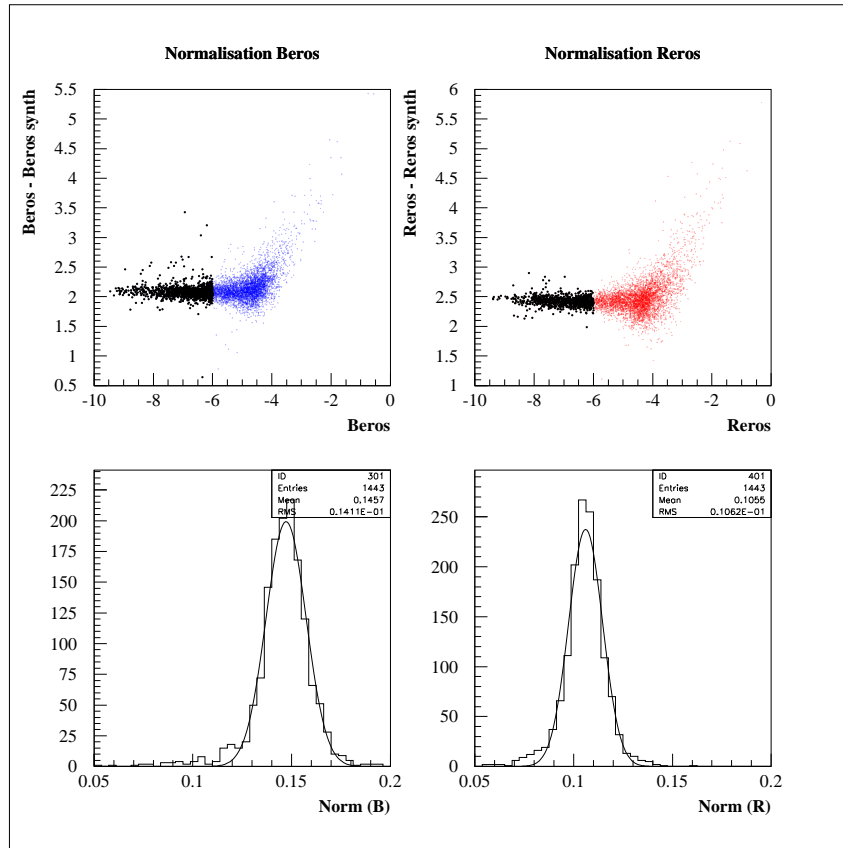 Normalisation Beros
Normalisation Reros
Beros - Beros synth
5.5
5
4.5
4
3.5
3
2.5
2
1.5
1
0.5
-10 -8 -6 -4 -2 0
Beros
Reros - Reros synth
6
5.5
5
4.5
4
3.5
3
2.5
2
1.5
1
-10 -8 -6 -4 -2 0
Reros
ID 301
Entries 1443
Mean 0.1457
RMS 0.1411E-01
225
200
175
150
125
100
75
50
25
0
0.05 0.1 0.15 0.2
Norm (B)
ID 401
Entries 1443
Mean 0.1055
RMS 0.1062E-01
250
200
150
100
50
0
0.05 0.1 0.15 0.2
Norm (R)